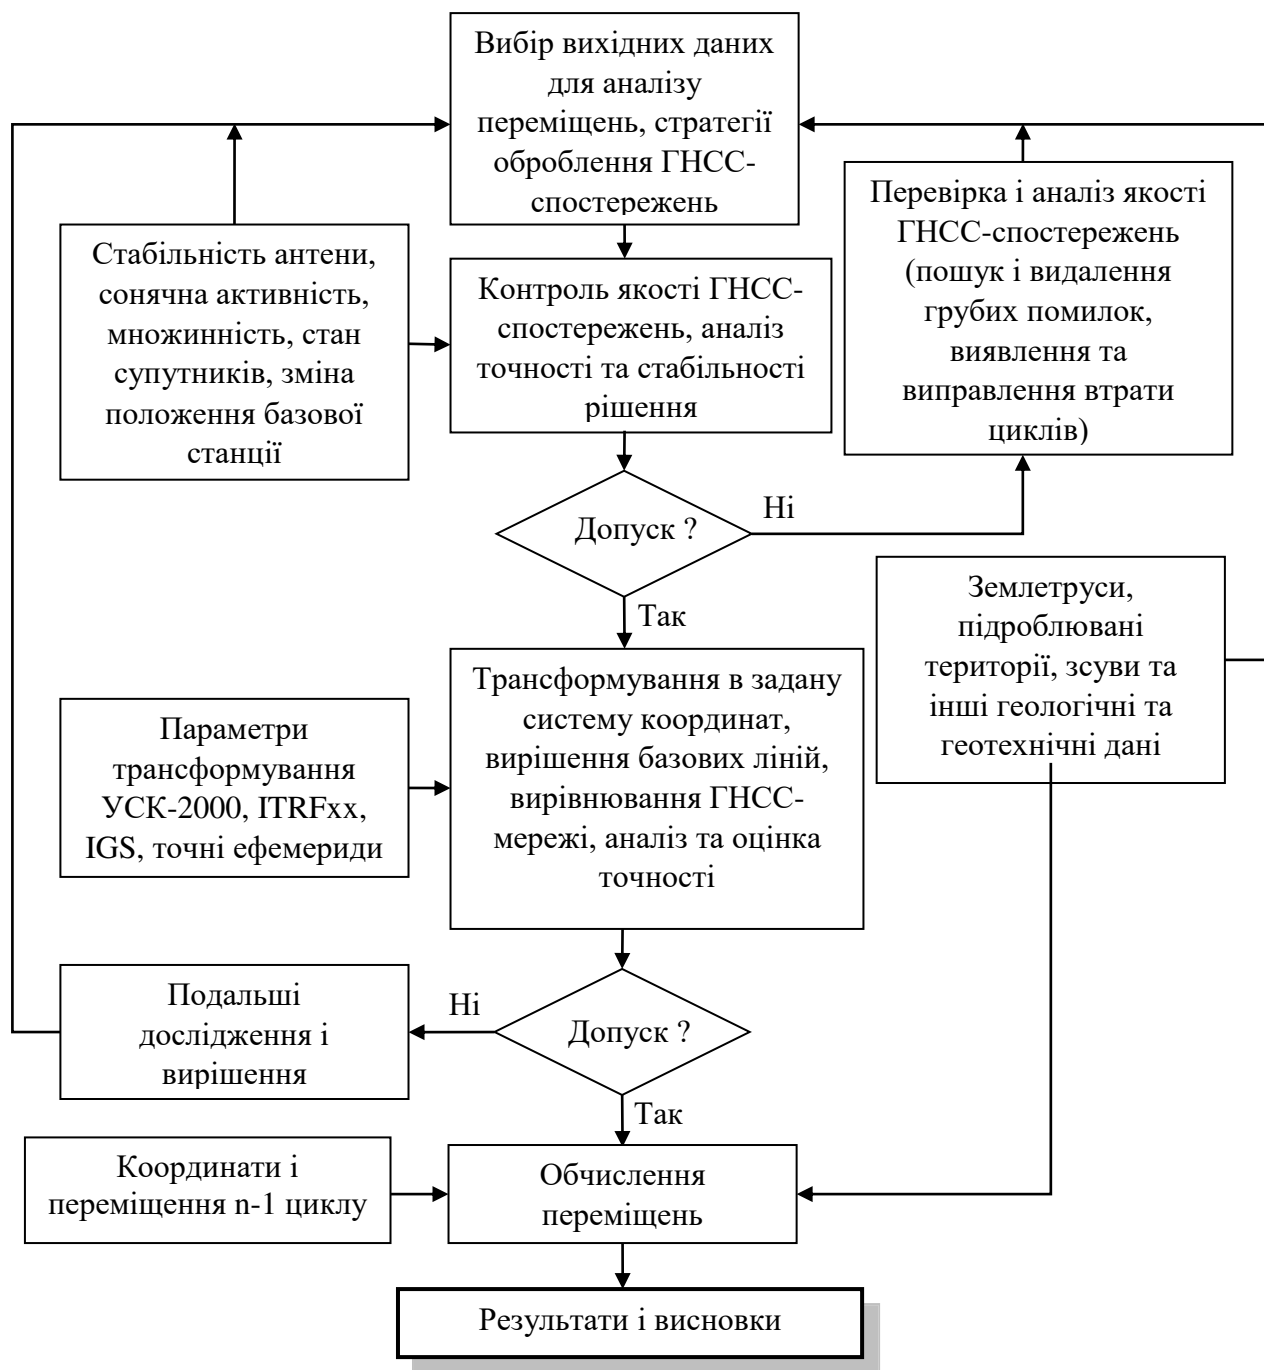 Вибір вихідних даних
для аналізу
переміщень, стратегії
оброблення ГНСС-
спостережень
Стабільність антени,
сонячна активність,
множинність, стан
супутників, зміна
положення базової
станції
Контроль якості ГНСС-
спостережень, аналіз
точності та стабільності
рішення
Перевірка і аналіз якості
ГНСС-спостережень
(пошук і видалення
грубих помилок,
виявлення та
виправлення втрати
циклів)
Допуск ?
Ні
Так
Землетруси,
підроблювані
території, зсуви та
інші геологічні та
геотехнічні дані
Трансформування в задану
систему координат,
вирішення базових ліній,
вирівнювання ГНСС-
мережі, аналіз та оцінка
точності
Параметри
трансформування
УСК-2000, ITRFxx,
IGS, точні ефемериди
Подальші
дослідження і
вирішення
Ні
Допуск ?
Так
Координати і
переміщення n-1 циклу
Обчислення
переміщень
Результати і висновки